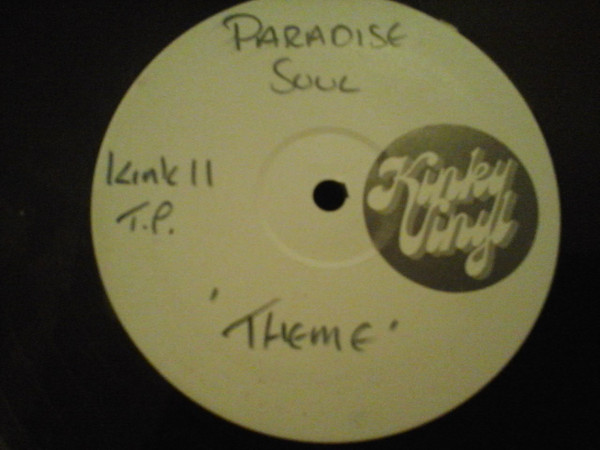 PARADISE
SOUL
Kink 11
T.P.
Kinky
Vinyl
'THEME'